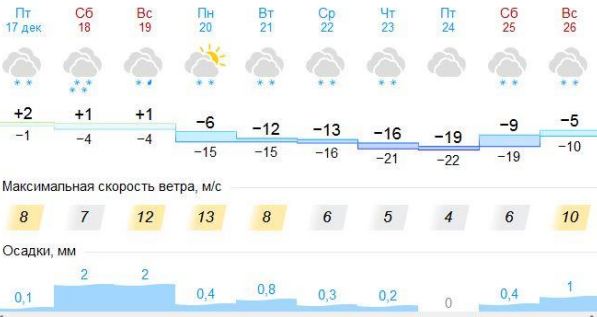 Пт Сб Вс Пн Вт Ср Чт Пт Сб Вс
17 дек 18 19 20 21 22 23 24 25 26
+2 +1 +1 −6 −12 −13 −16 −19 −9 −5
−1 −4 −4 −15 −15 −16 −21 −22 −19 −10
Максимальная скорость ветра, м/с
8 7 12 13 8 6 5 4 6 10
Осадки, мм
0,1 2 2 0,4 0,8 0,3 0,2 0 0,4 1